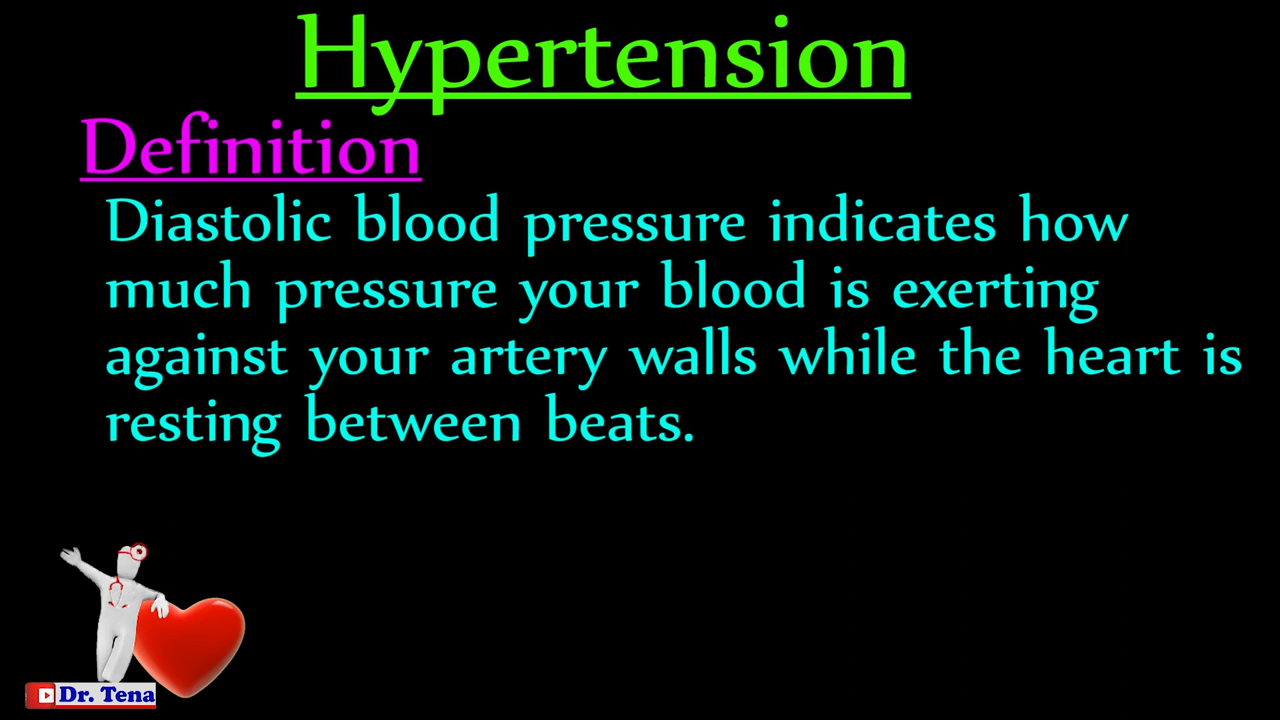 Hypertension
Definition
Diastolic blood pressure indicates how
much pressure your blood is exerting
against your artery walls while the heart is
resting between beats.
Dr. Tena